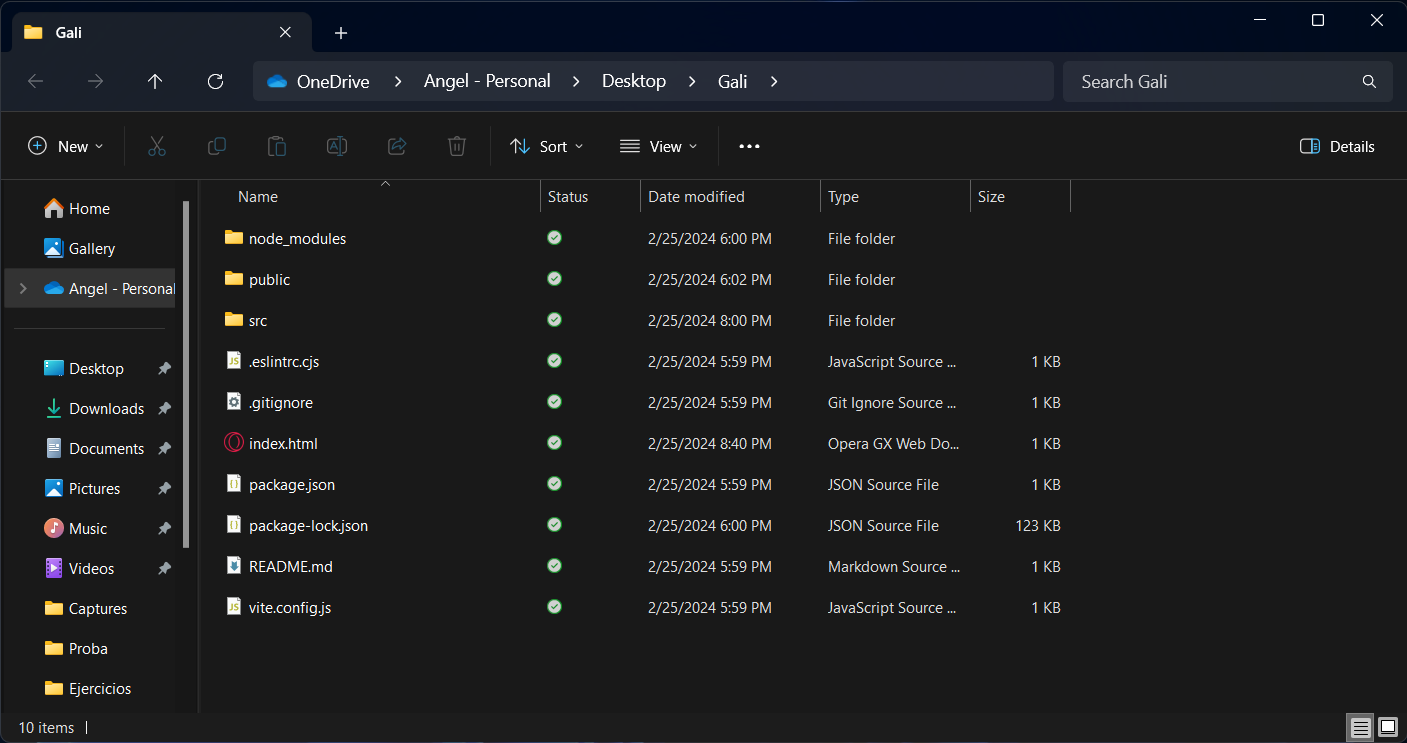 Gali
OneDrive Angel - Personal Desktop Gali Search Gali
New Sort View Details
Home
Gallery
Angel - Personal
Desktop
Downloads
Documents
Pictures
Music
Videos
Captures
Proba
Ejercicios
Name Status Date modified Type Size
node_modules 2/25/2024 6:00 PM File folder
public 2/25/2024 6:02 PM File folder
src 2/25/2024 8:00 PM File folder
.eslintrc.cjs 2/25/2024 5:59 PM JavaScript Source ... 1 KB
.gitignore 2/25/2024 5:59 PM Git Ignore Source ... 1 KB
index.html 2/25/2024 8:40 PM Opera GX Web Do... 1 KB
package.json 2/25/2024 5:59 PM JSON Source File 1 KB
package-lock.json 2/25/2024 6:00 PM JSON Source File 123 KB
README.md 2/25/2024 5:59 PM Markdown Source ... 1 KB
vite.config.js 2/25/2024 5:59 PM JavaScript Source ... 1 KB
10 items